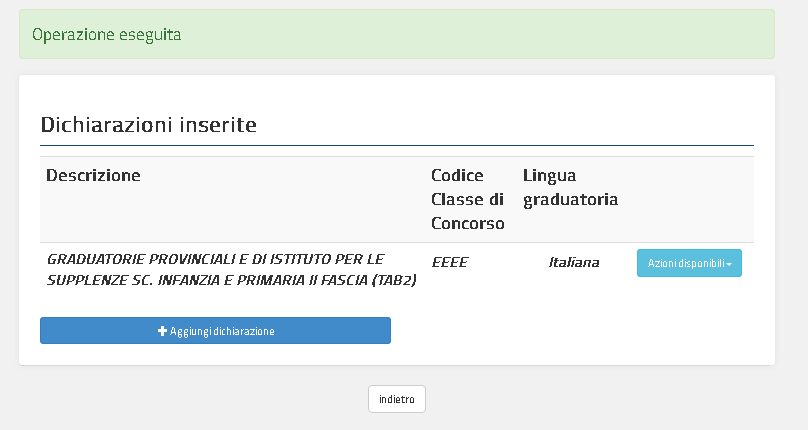 Operazione eseguita
Dichiarazioni inserite
Descrizione
Codice
Classe di
Concorso
Lingua
graduatoria
GRADUATORIE PROVINCIALI E DI ISTITUTO PER LE
SUPPLENZE SC. INFANZIA E PRIMARIA II FASCIA (TAB2)
EEEE
Italiana
Azioni disponibili
Aggiungi dichiarazione
indietro